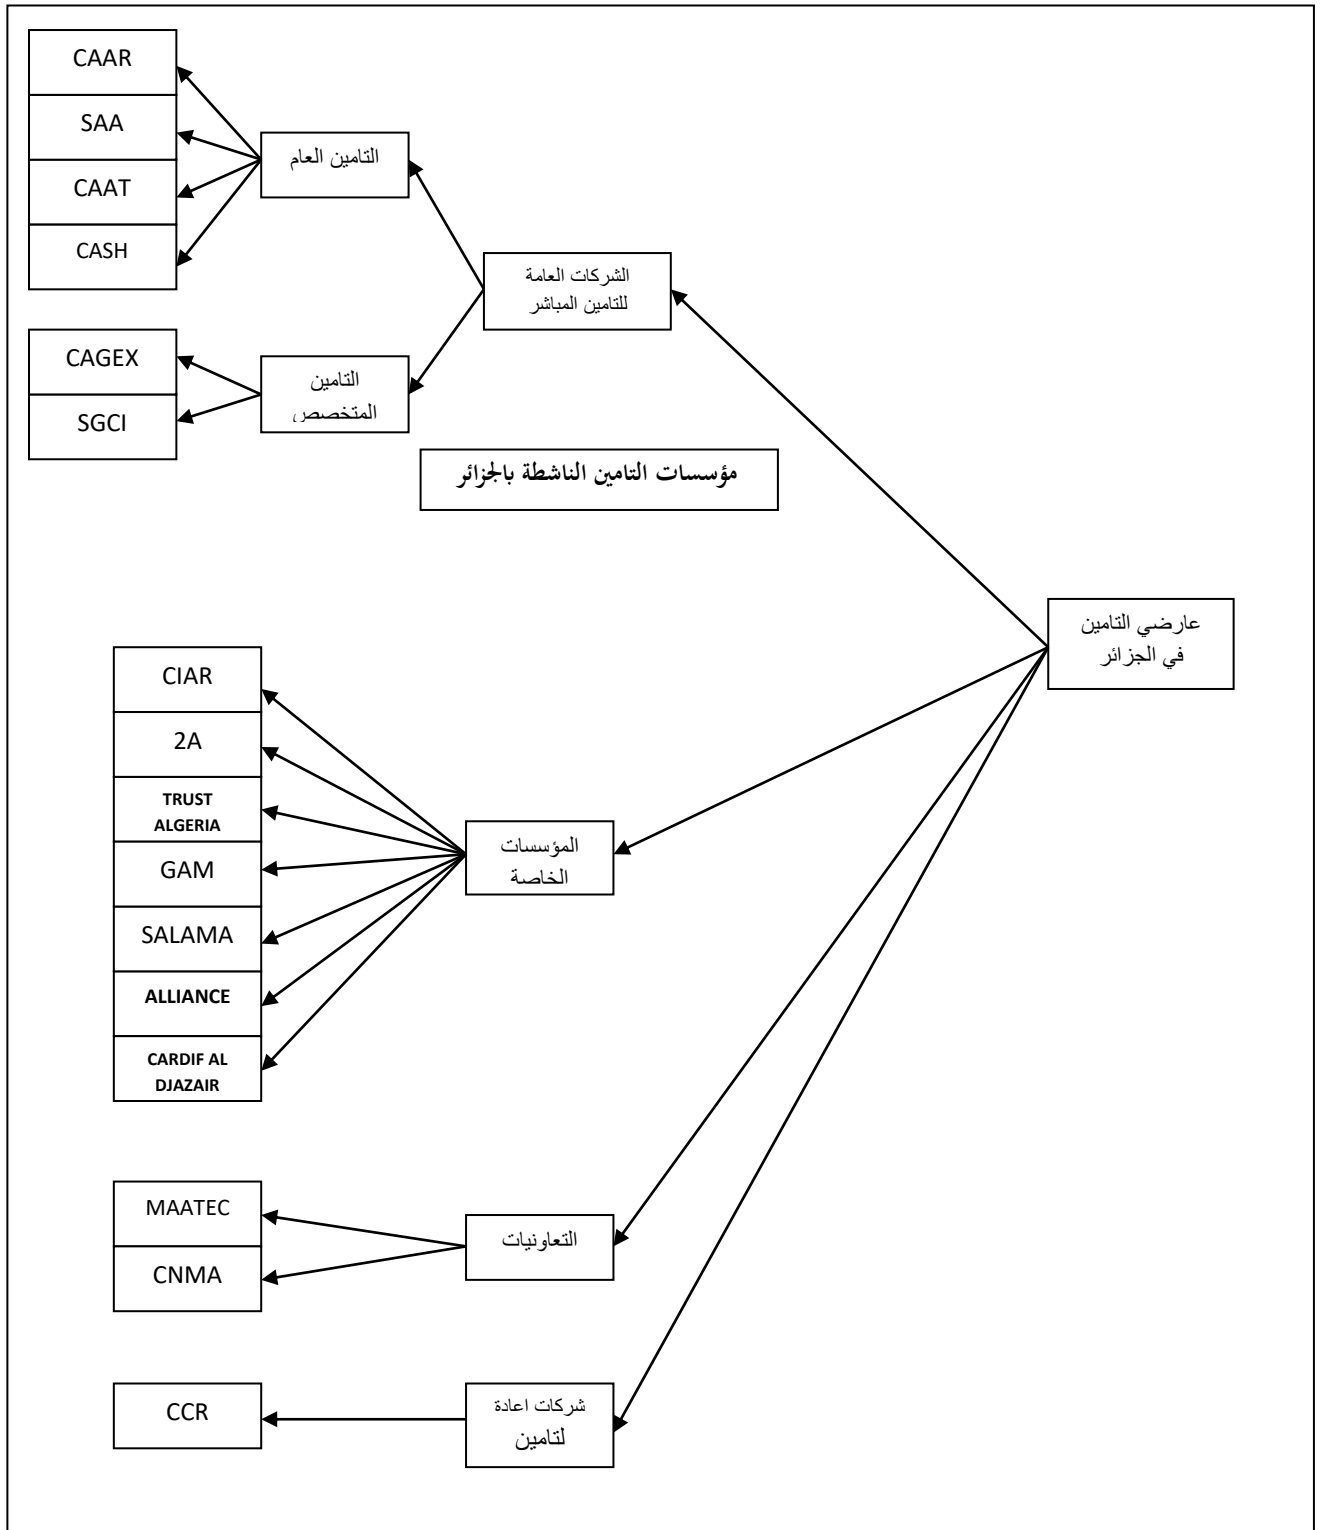 CAAR
SAA
CAAT
CASH
التامين العام
الشركات العامة
للتامين المباشر
CAGEX
SGCI
التامين
المتخصص
مؤسسات التامين الناشطة بالجزائر
عارضي التامين
في الجزائر
CIAR
2A
TRUST
ALGERIA
GAM
SALAMA
ALLIANCE
CARDIF AL
DJAZAIR
المؤسسات
الخاصة
MAATEC
CNMA
التعاونيات
CCR
شركات اعادة
لتامين